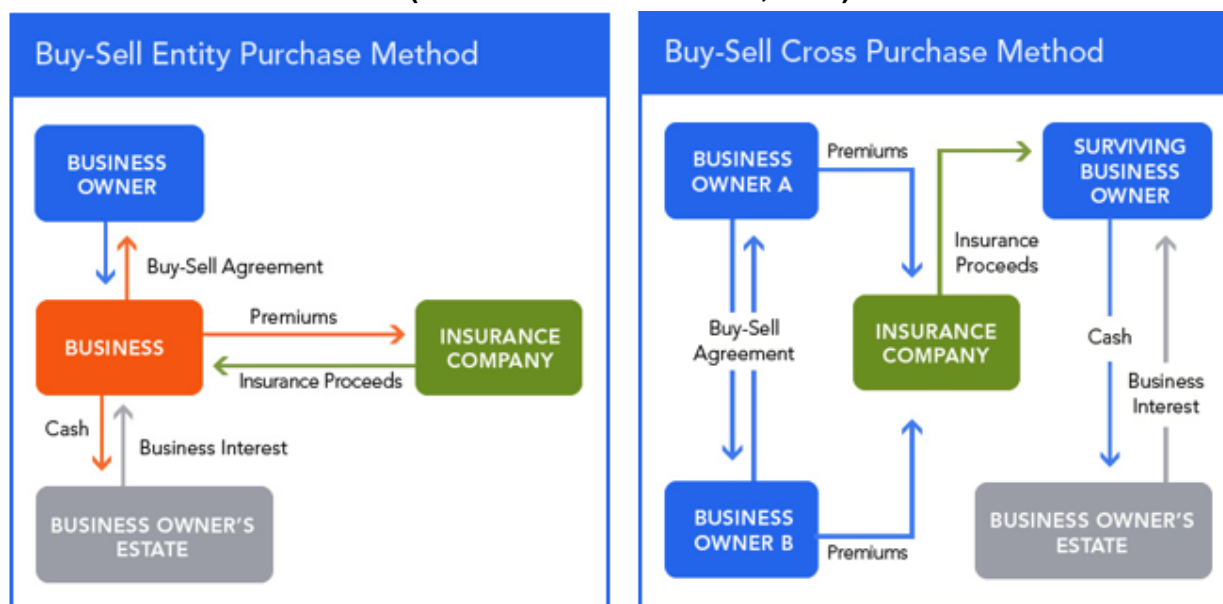 Buy-Sell Entity Purchase Method
BUSINESS
OWNER
Buy-Sell Agreement
BUSINESS
Premiums
INSURANCE
COMPANY
Insurance Proceeds
Cash
Business Interest
BUSINESS OWNER'S
ESTATE
Buy-Sell Cross Purchase Method
BUSINESS
OWNER A
Premiums
SURVIVING
BUSINESS
OWNER
Insurance
Proceeds
Buy-Sell
Agreement
INSURANCE
COMPANY
Cash
Business
Interest
BUSINESS
OWNER B
Premiums
BUSINESS OWNER'S
ESTATE